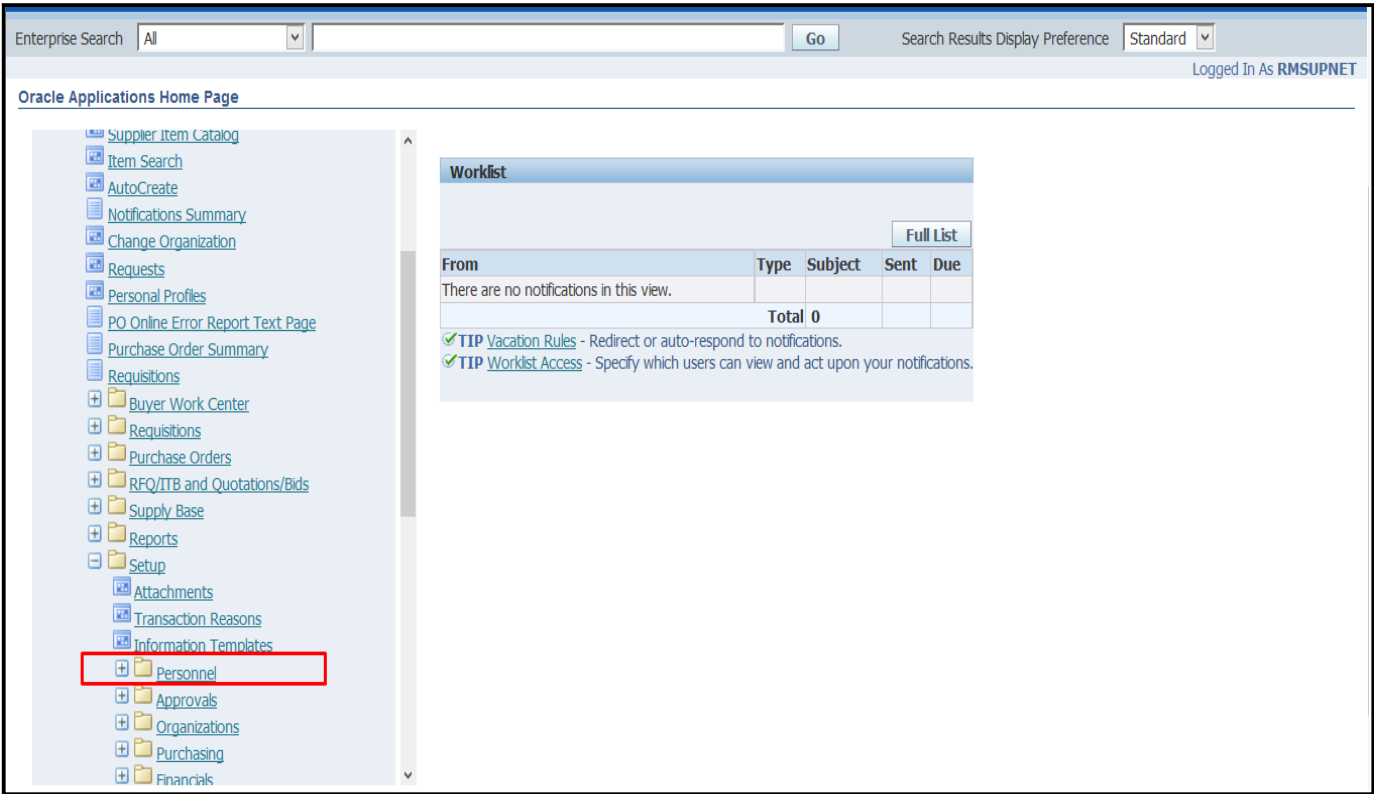 Enterprise Search All Go Search Results Display Preference Standard
Logged In As RMSUPNET
Oracle Applications Home Page
Supplier Item Catalog
Item Search
AutoCreate
Notifications Summary
Change Organization
Requests
Personal Profiles
PO Online Error Report Text Page
Purchase Order Summary
Requisitions
Buyer Work Center
Requisitions
Purchase Orders
RFQ/ITB and Quotations/Bids
Supply Base
Reports
Setup
Attachments
Transaction Reasons
Information Templates
Personnel
Approvals
Organizations
Purchasing
Financials
Worklist
Full List
From Type Subject Sent Due
There are no notifications in this view.
Total 0
TIP Vacation Rules - Redirect or auto-respond to notifications.
TIP Worklist Access - Specify which users can view and act upon your notifications.